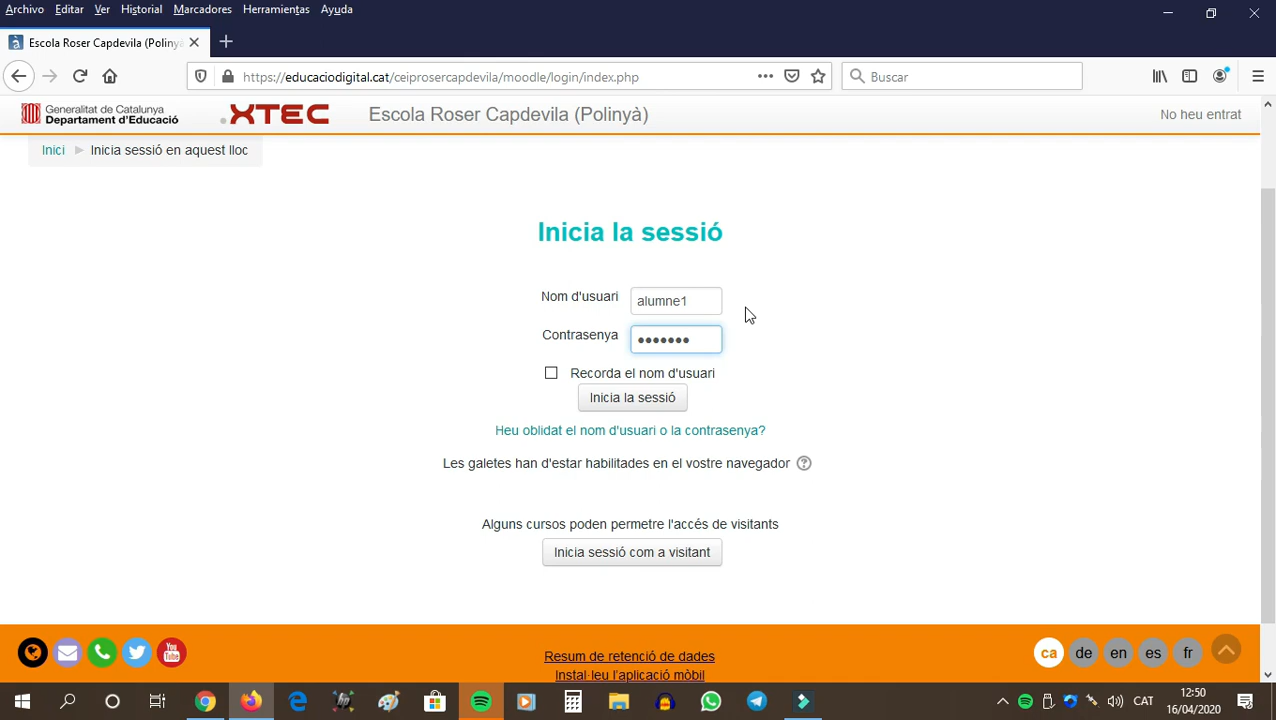 Archivo Editar Ver Historial Marcadores Herramientas Ayuda
Escola Roser Capdevila (Polinyà
https://educaciodigital.cat/ceiprosercapdevila/moodle/login/index.php
Buscar
Generalitat de Catalunya
Departament d'Educació
XTEC
Escola Roser Capdevila (Polinyà)
No heu entrat
Inici
Inicia sessió en aquest lloc
Inicia la sessió
Nom d'usuari
alumne1
Contrasenya
•••••••
Recorda el nom d'usuari
Inicia la sessió
Heu oblidat el nom d'usuari o la contrasenya?
Les galetes han d'estar habilitades en el vostre navegador ?
Alguns cursos poden permetre l'accés de visitants
Inicia sessió com a visitant
You Tube
Resum de retenció de dades
ca de en es fr
Instal·leu l'aplicació mòbil
CAT
12:50
16/04/2020